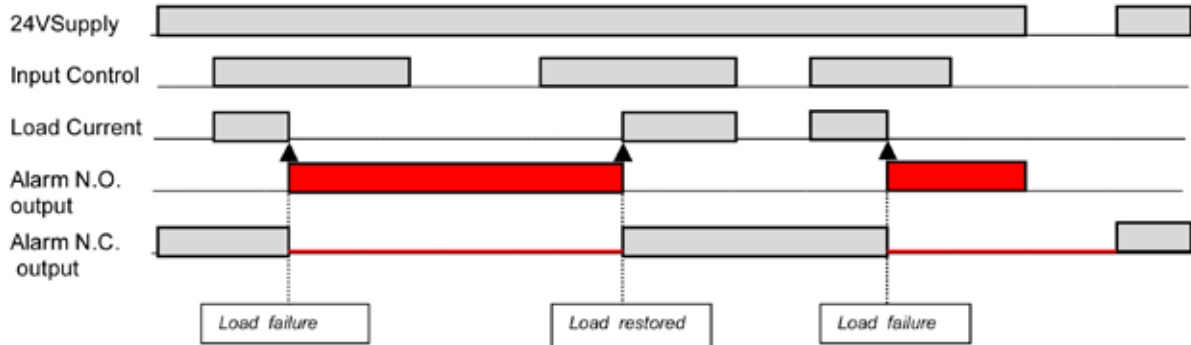 24VSupply
Input Control
Load Current
Alarm N.O.
output
Alarm N.C.
output
Load failure
Load restored
Load failure